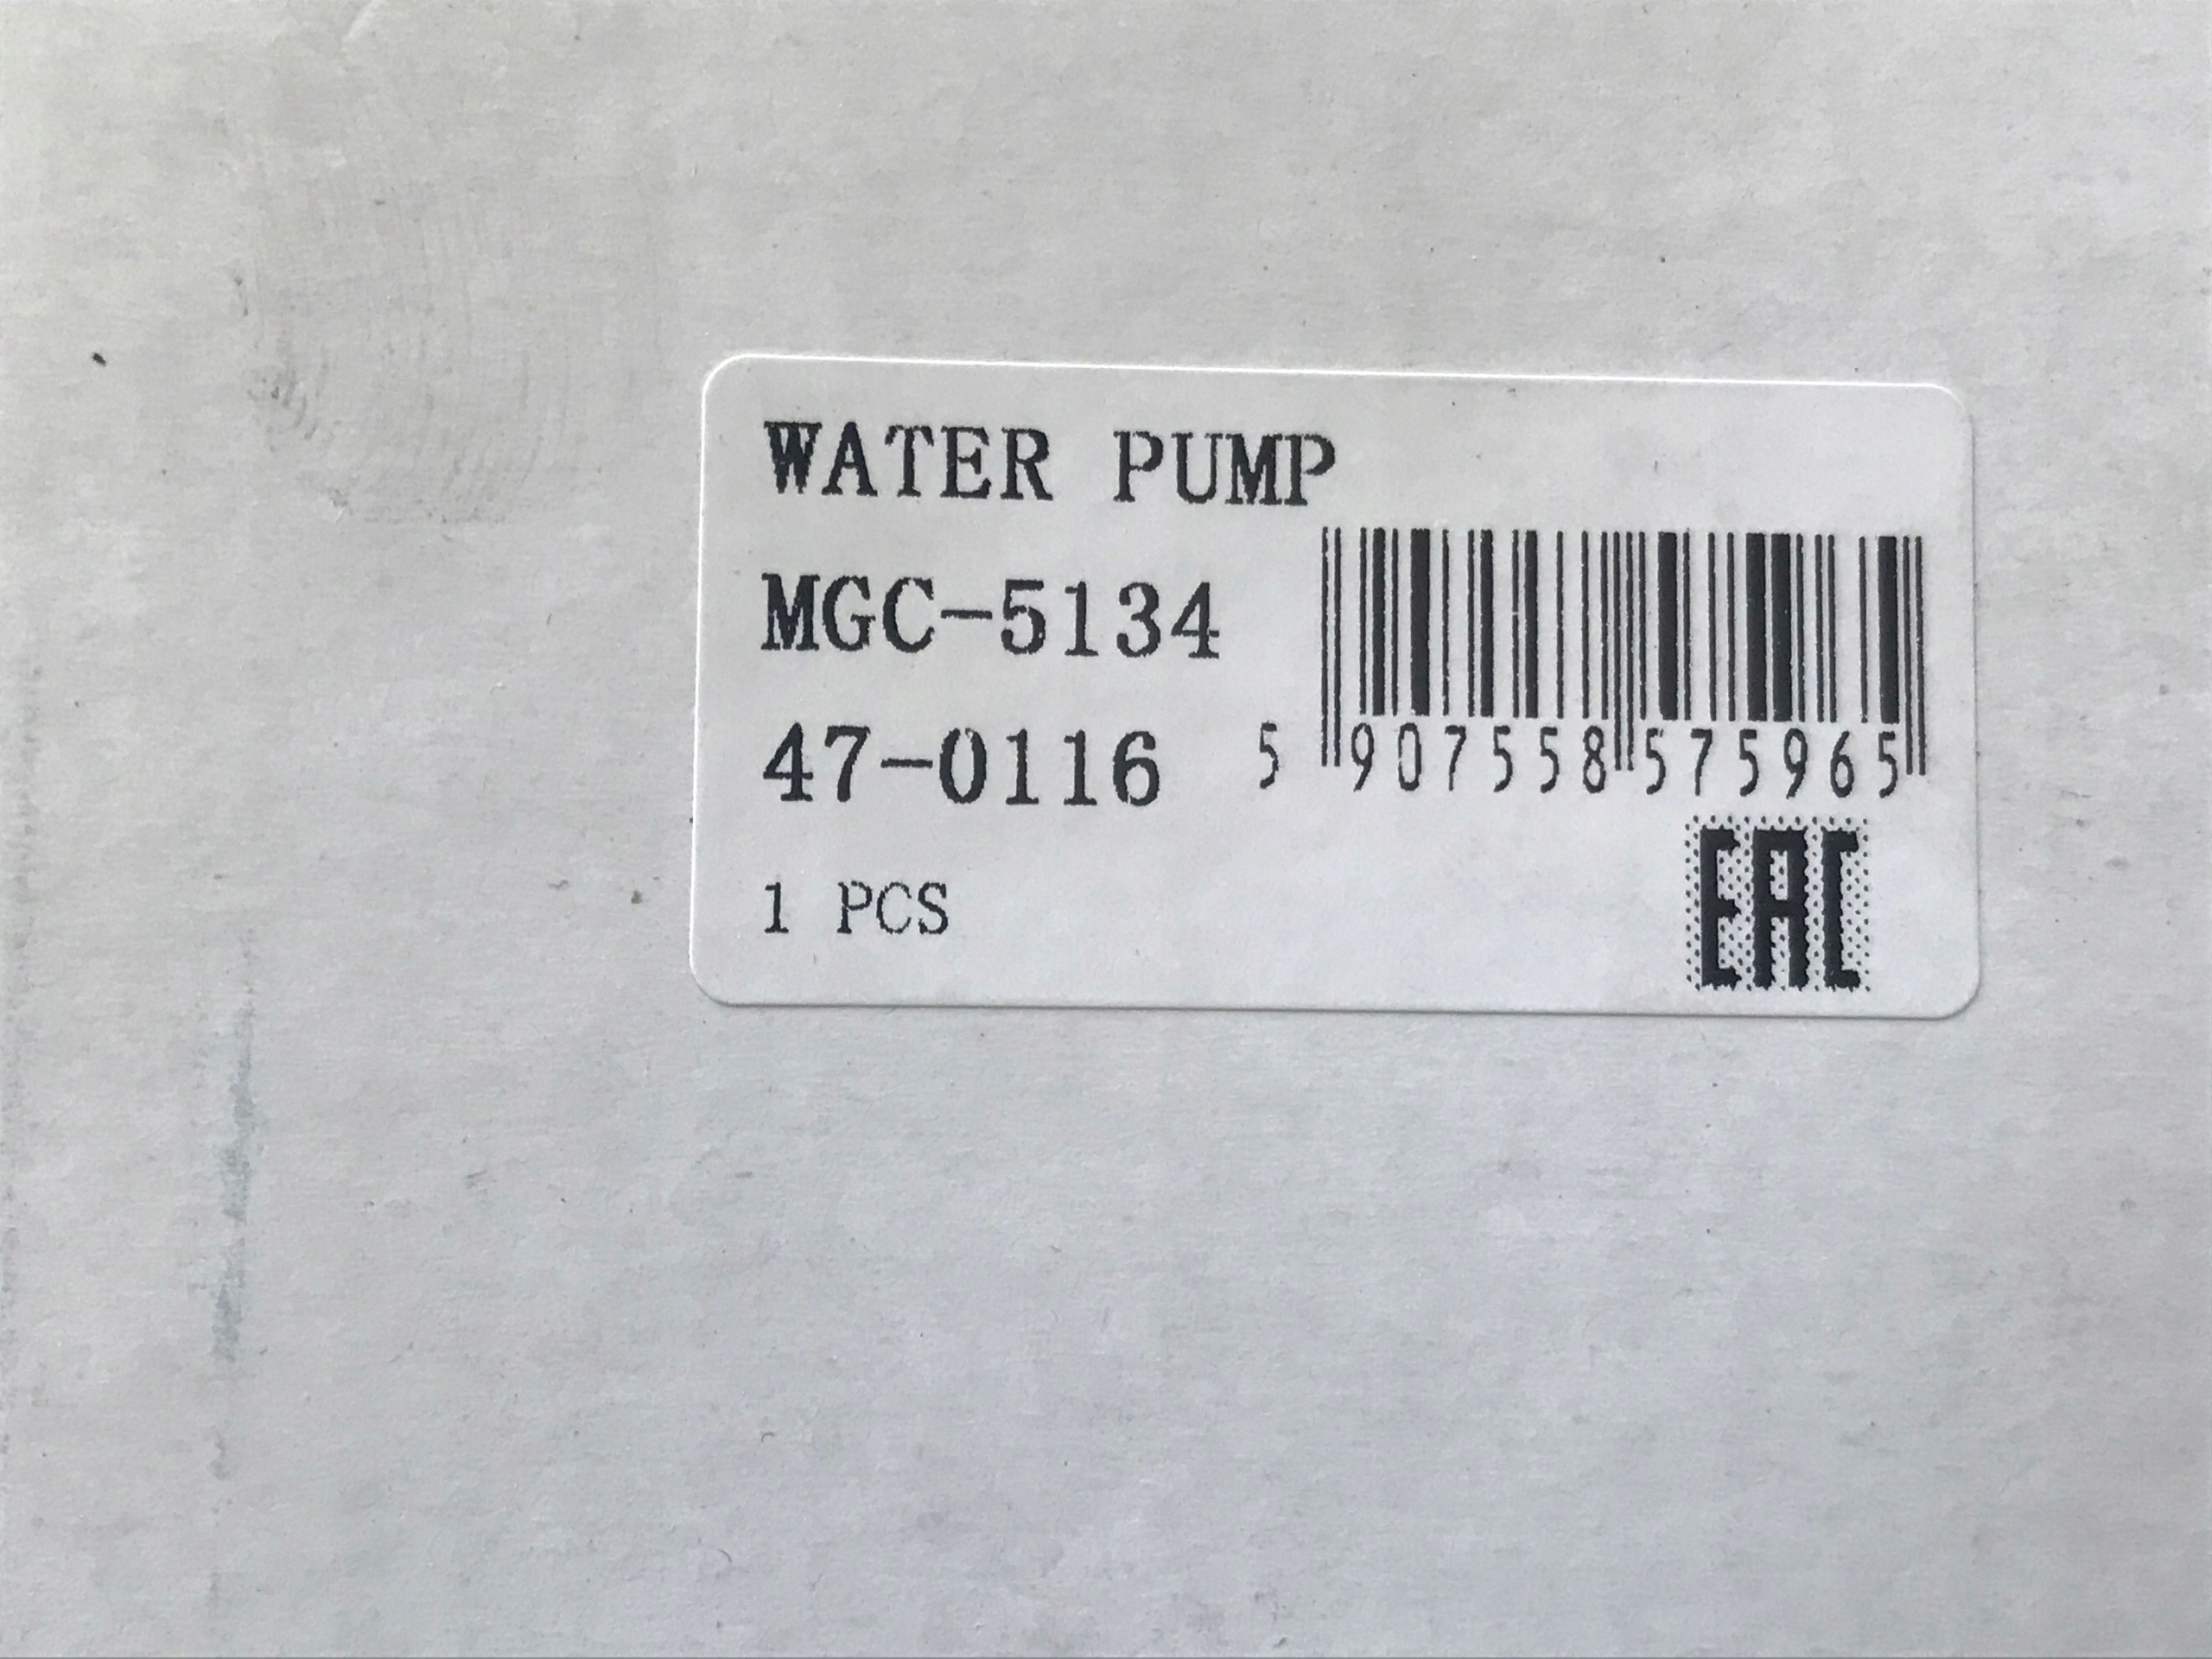 WATER PUMP
MGC-5134
47-0116
5 907558 575965
1 PCS
EAC